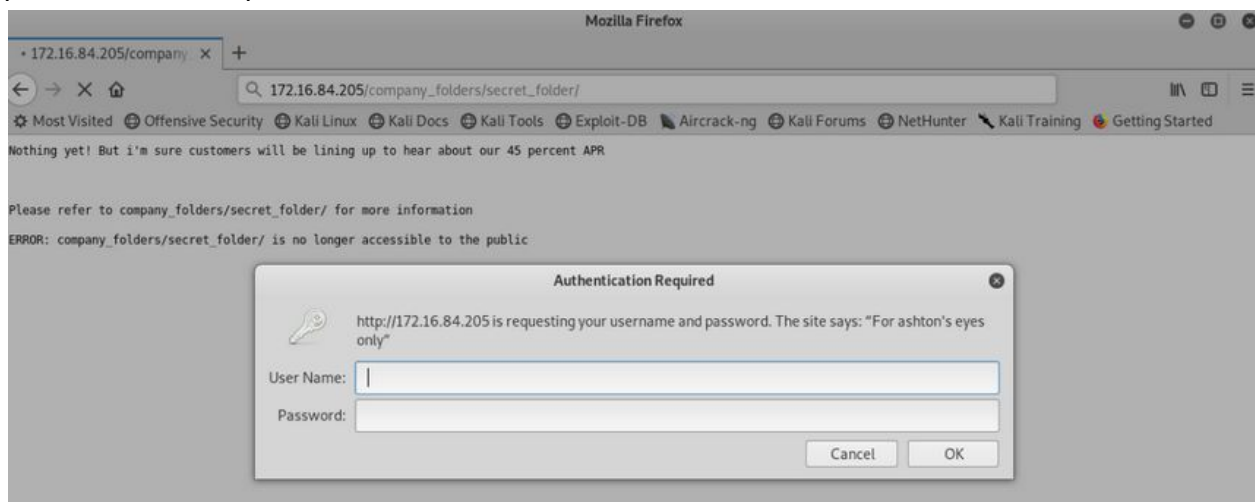 Mozilla Firefox
172.16.84.205/company
172.16.84.205/company_folders/secret_folder/
Most Visited Offensive Security Kali Linux Kali Docs Kali Tools Exploit-DB Aircrack-ng Kali Forums NetHunter Kali Training Getting Started
Nothing yet! But i'm sure customers will be lining up to hear about our 45 percent APR
Please refer to company_folders/secret_folder/ for more information
ERROR: company_folders/secret_folder/ is no longer accessible to the public
Authentication Required
http://172.16.84.205 is requesting your username and password. The site says: "For ashton's eyes
only"
User Name:
Password:
Cancel OK